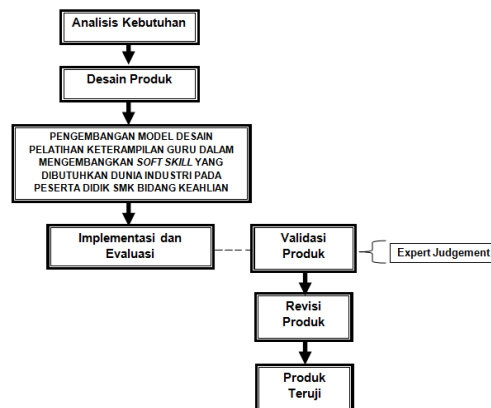 Analisis Kebutuhan
Desain Produk
PENGEMBANGAN MODEL DESAIN
PELATIHAN KETERAMPILAN GURU DALAM
MENGEMBANGKAN SOFT SKILL YANG
DIBUTUHKAN DUNIA INDUSTRI PADA
PESERTA DIDIK SMK BIDANG KEAHLIAN
Implementasi dan
Evaluasi
Validasi
Produk
Expert Judgement
Revisi
Produk
Produk
Teruji